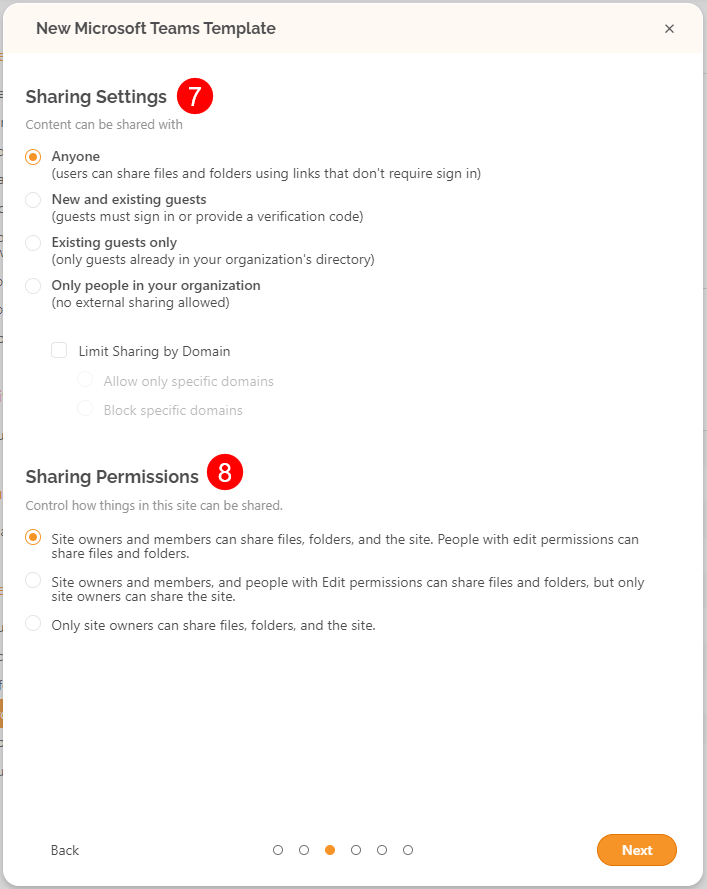 New Microsoft Teams Template
Sharing Settings 7
Content can be shared with
Anyone
(users can share files and folders using links that don't require sign in)
New and existing guests
(guests must sign in or provide a verification code)
Existing guests only
(only guests already in your organization's directory)
Only people in your organization
(no external sharing allowed)
Limit Sharing by Domain
Allow only specific domains
Block specific domains
Sharing Permissions 8
Control how things in this site can be shared.
Site owners and members can share files, folders, and the site. People with edit permissions can
share files and folders.
Site owners and members, and people with Edit permissions can share files and folders, but only
site owners can share the site.
Only site owners can share files, folders, and the site.
Back
Next